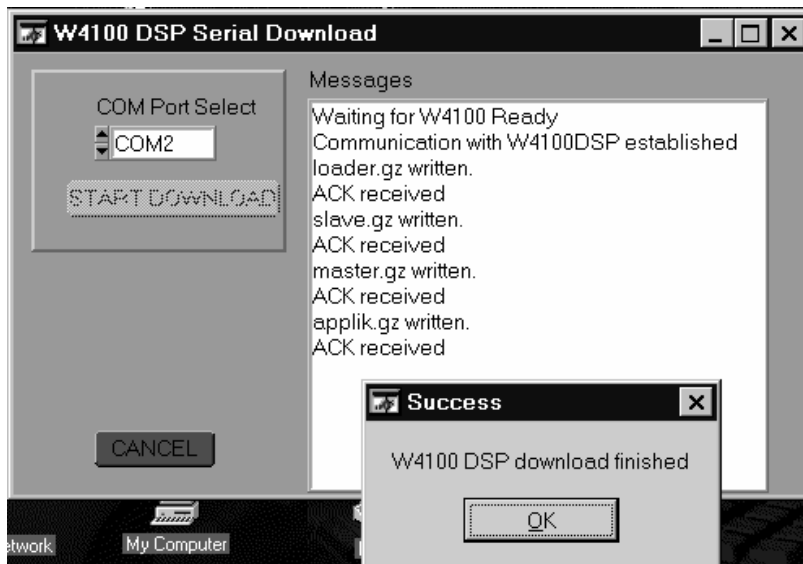 W4100 DSP Serial Download
COM Port Select
COM2
START DOWNLOAD
CANCEL
Messages
Waiting for W4100 Ready
Communication with W4100DSP established
loader.gz written.
ACK received
slave.gz written.
ACK received
master.gz written.
ACK received
applik.gz written.
ACK received
Success
W4100 DSP download finished
OK
etwork
My Computer